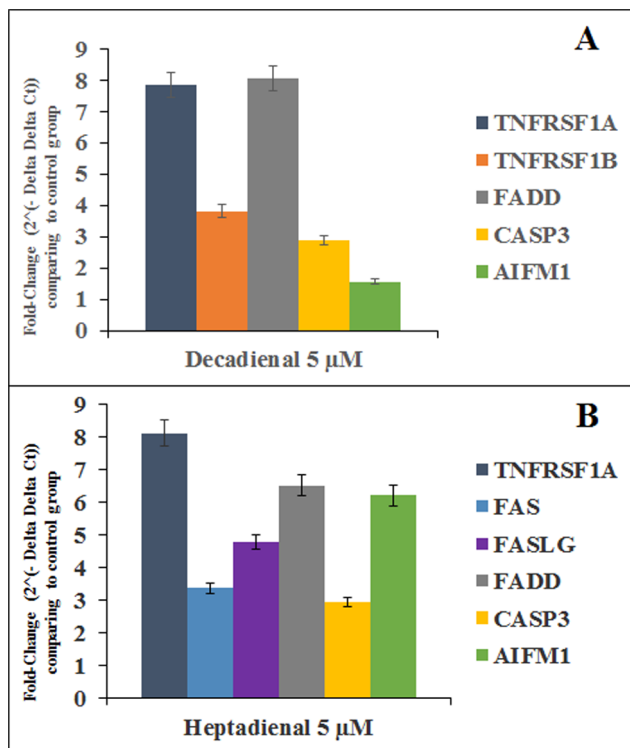 A
Fold-Change (2^(- Delta Delta Ct))
comparing to control group
9
8
7
6
5
4
3
2
1
0
Decadienal 5 µM
TNFRSF1A
TNFRSF1B
FADD
CASP3
AIFM1
B
Fold-Change (2^(- Delta Delta Ct))
comparing to control group
9
8
7
6
5
4
3
2
1
0
Heptadienal 5 µM
TNFRSF1A
FAS
FASLG
FADD
CASP3
AIFM1